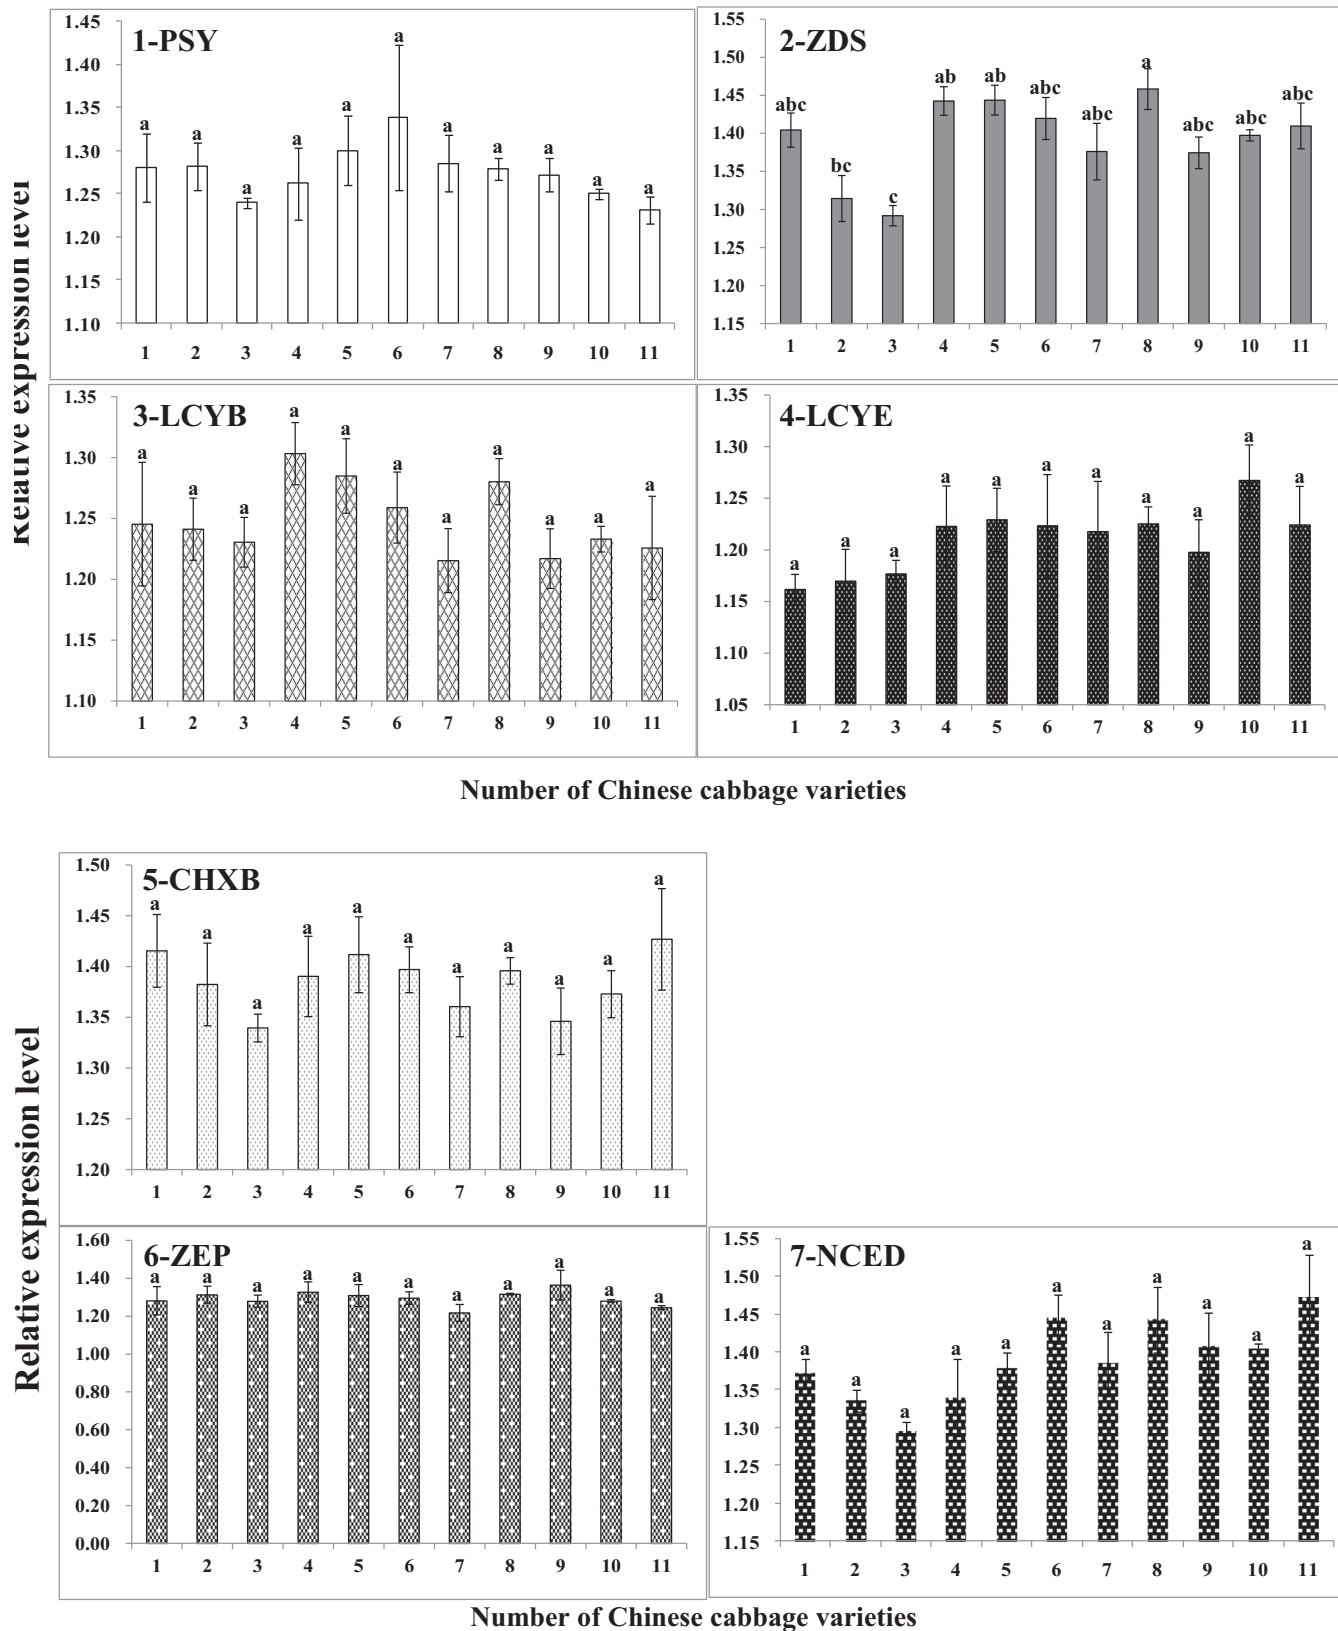 1-PSY
1.45
1.40
1.35
1.30
1.25
1.20
1.15
1.10
a a a a a a a a a a a
1 2 3 4 5 6 7 8 9 10 11
2-ZDS
1.55
1.50
1.45
1.40
1.35
1.30
1.25
1.20
1.15
abc bc c ab ab abc abc a abc abc abc
1 2 3 4 5 6 7 8 9 10 11
Relative expression level
3-LCYB
1.35
1.30
1.25
1.20
1.15
1.10
a a a a a a a a a a a
1 2 3 4 5 6 7 8 9 10 11
4-LCYE
1.35
1.30
1.25
1.20
1.15
1.10
1.05
a a a a a a a a a a a
1 2 3 4 5 6 7 8 9 10 11
Number of Chinese cabbage varieties
5-CHXB
1.50
1.45
1.40
1.35
1.30
1.25
1.20
a a a a a a a a a a a
1 2 3 4 5 6 7 8 9 10 11
Relative expression level
6-ZEP
1.60
1.40
1.20
1.00
0.80
0.60
0.40
0.20
0.00
a a a a a a a a a a a
1 2 3 4 5 6 7 8 9 10 11
7-NCED
1.55
1.50
1.45
1.40
1.35
1.30
1.25
1.20
1.15
a a a a a a a a a a a
1 2 3 4 5 6 7 8 9 10 11
Number of Chinese cabbage varieties